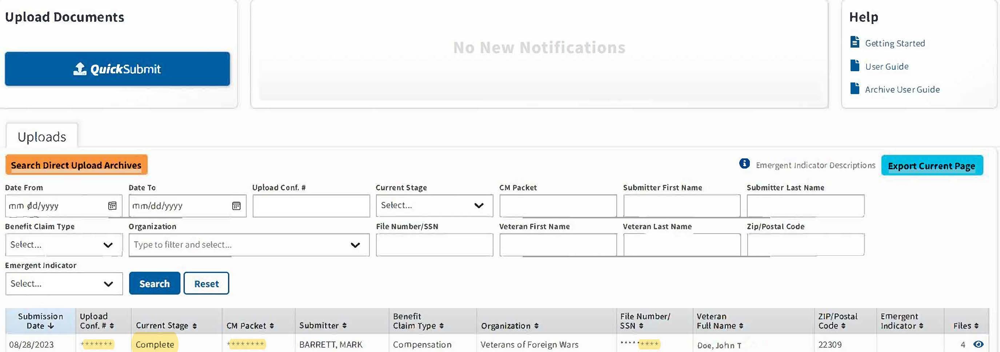 Upload Documents
QuickSubmit
No New Notifications
Help
Getting Started
User Guide
Archive User Guide
Uploads
Search Direct Upload Archives
Emergent Indicator Descriptions
Export Current Page
Date From
Date To
Upload Conf. #
Current Stage
CM Packet
Submitter First Name
Submitter Last Name
mm dd/yyyy
mm/dd/yyyy
Select...
Benefit Claim Type
Organization
File Number/SSN
Veteran First Name
Veteran Last Name
Zip/Postal Code
Select...
Type to filter and select...
Emergent Indicator
Select...
Search
Reset
Submission Date
Upload Conf. #
Current Stage
CM Packet
Submitter
Benefit Claim Type
Organization
File Number/ SSN
Veteran Full Name
ZIP/Postal Code
Emergent Indicator
Files
08/28/2023
*******
Complete
********
BARRETT, MARK
Compensation
Veterans of Foreign Wars
*********
Doe, John T
22309
4